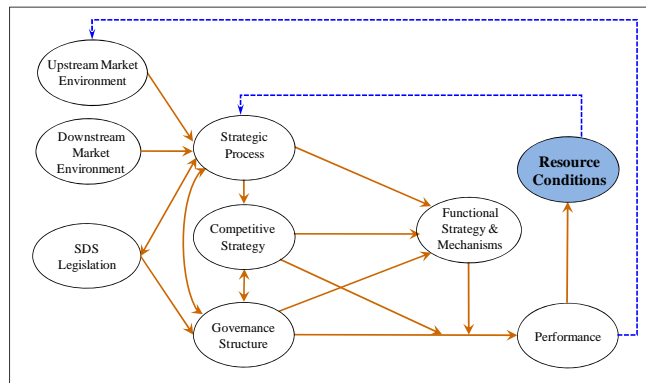 Upstream Market
Environment
Downstream
Market
Environment
Strategic
Process
Resource
Conditions
Competitive
Strategy
Functional
Strategy &
Mechanisms
SDS
Legislation
Governance
Structure
Performance